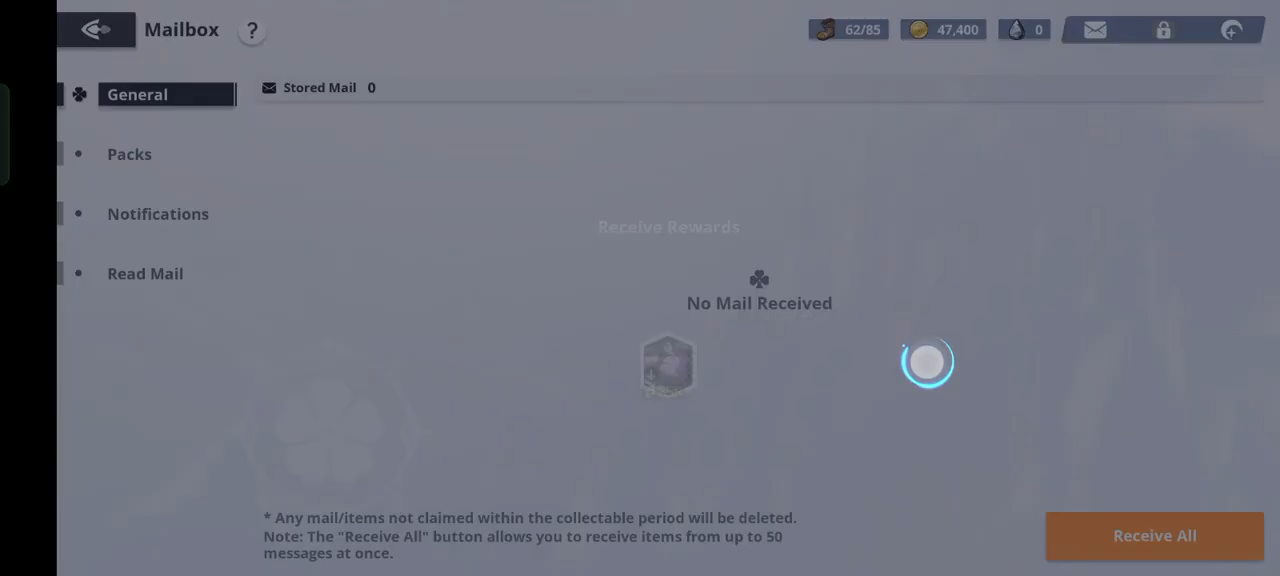 Mailbox
?
62/85
47,400
0
General
Stored Mail 0
Packs
Notifications
Receive Rewards
Read Mail
No Mail Received
* Any mail/items not claimed within the collectable period will be deleted.
Note: The "Receive All" button allows you to receive items from up to 50
messages at once.
Receive All